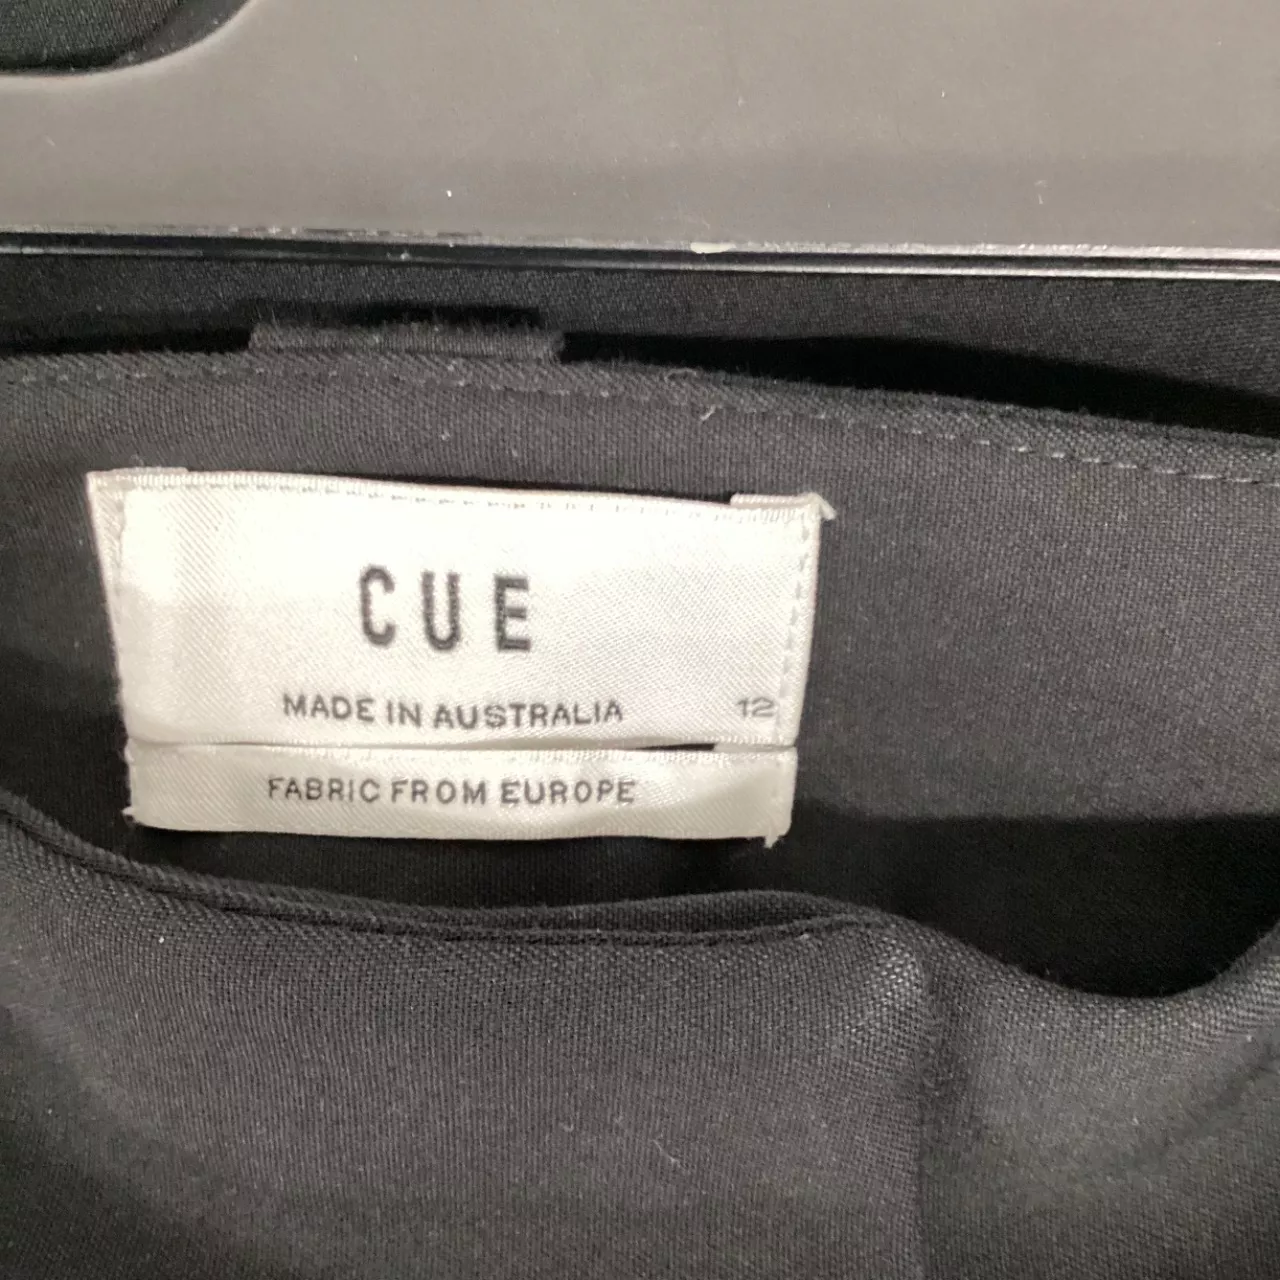 CUE
MADE IN AUSTRALIA 12
FABRIC FROM EUROPE